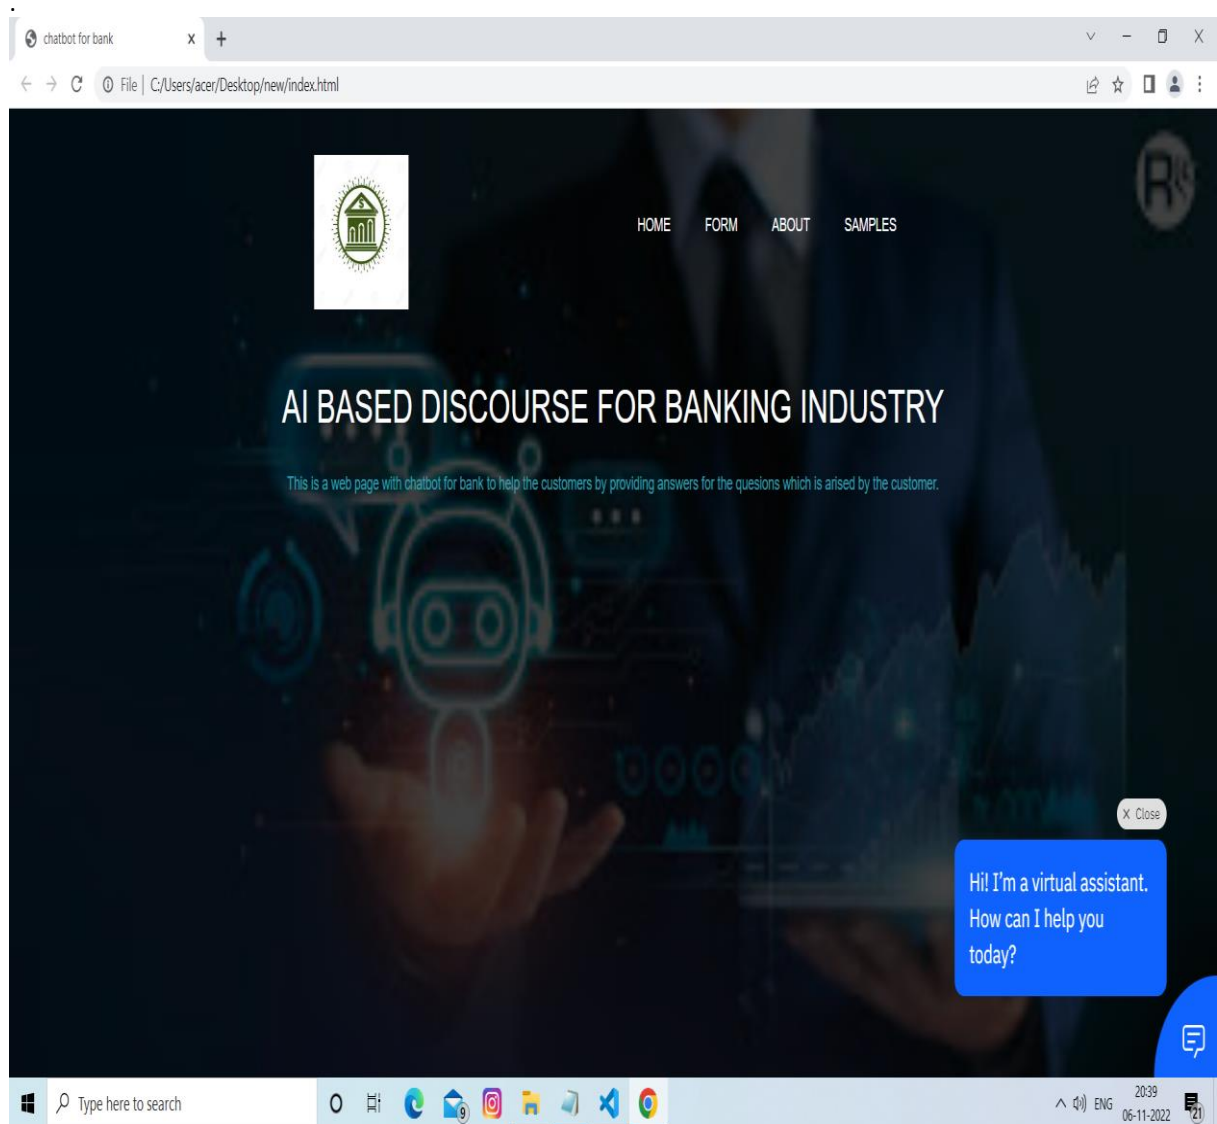 .
chatbot for bank
File | C:/Users/acer/Desktop/new/index.html
R
HOME FORM ABOUT SAMPLES
$
AI BASED DISCOURSE FOR BANKING INDUSTRY
This is a web page with chatbot for bank to help the customers by providing answers for the quesions which is arised by the customer.
X Close
Hi! I'm a virtual assistant.
How can I help you
today?
Type here to search
9
ENG
20:39
06-11-2022
21